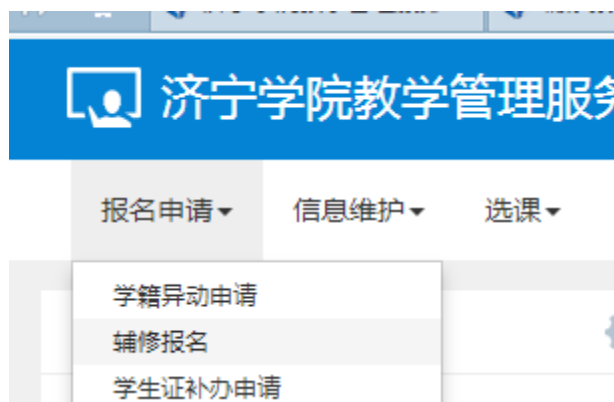 济宁学院教学管理服务
报名申请 信息维护 选课
学籍异动申请
辅修报名
学生证补办申请